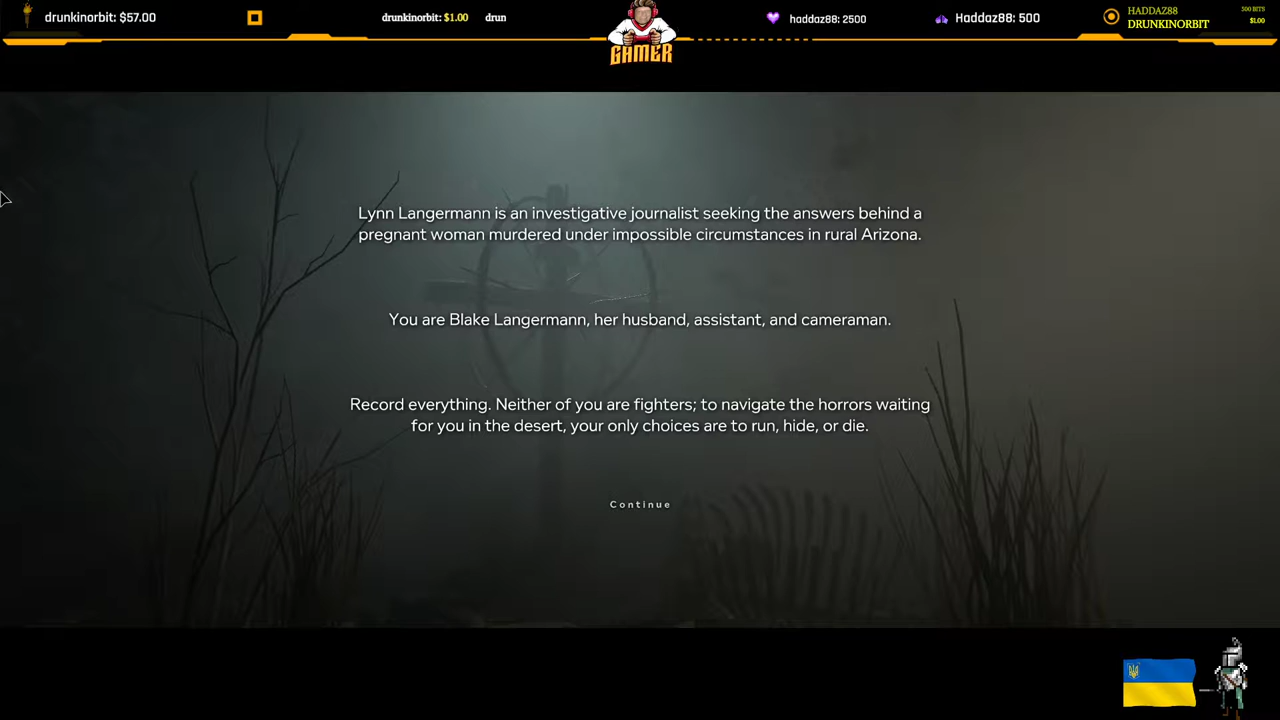 drunkinorbit: $57.00
drunkinorbit: $1.00 drun
haddaz88: 2500
Haddaz88: 500
HADDAZ88 500 BITS
DRUNKINORBIT $1.00
GAMER
Lynn Langermann is an investigative journalist seeking the answers behind a
pregnant woman murdered under impossible circumstances in rural Arizona.
You are Blake Langermann, her husband, assistant, and cameraman.
Record everything. Neither of you are fighters; to navigate the horrors waiting
for you in the desert, your only choices are to run, hide, or die.
Continue